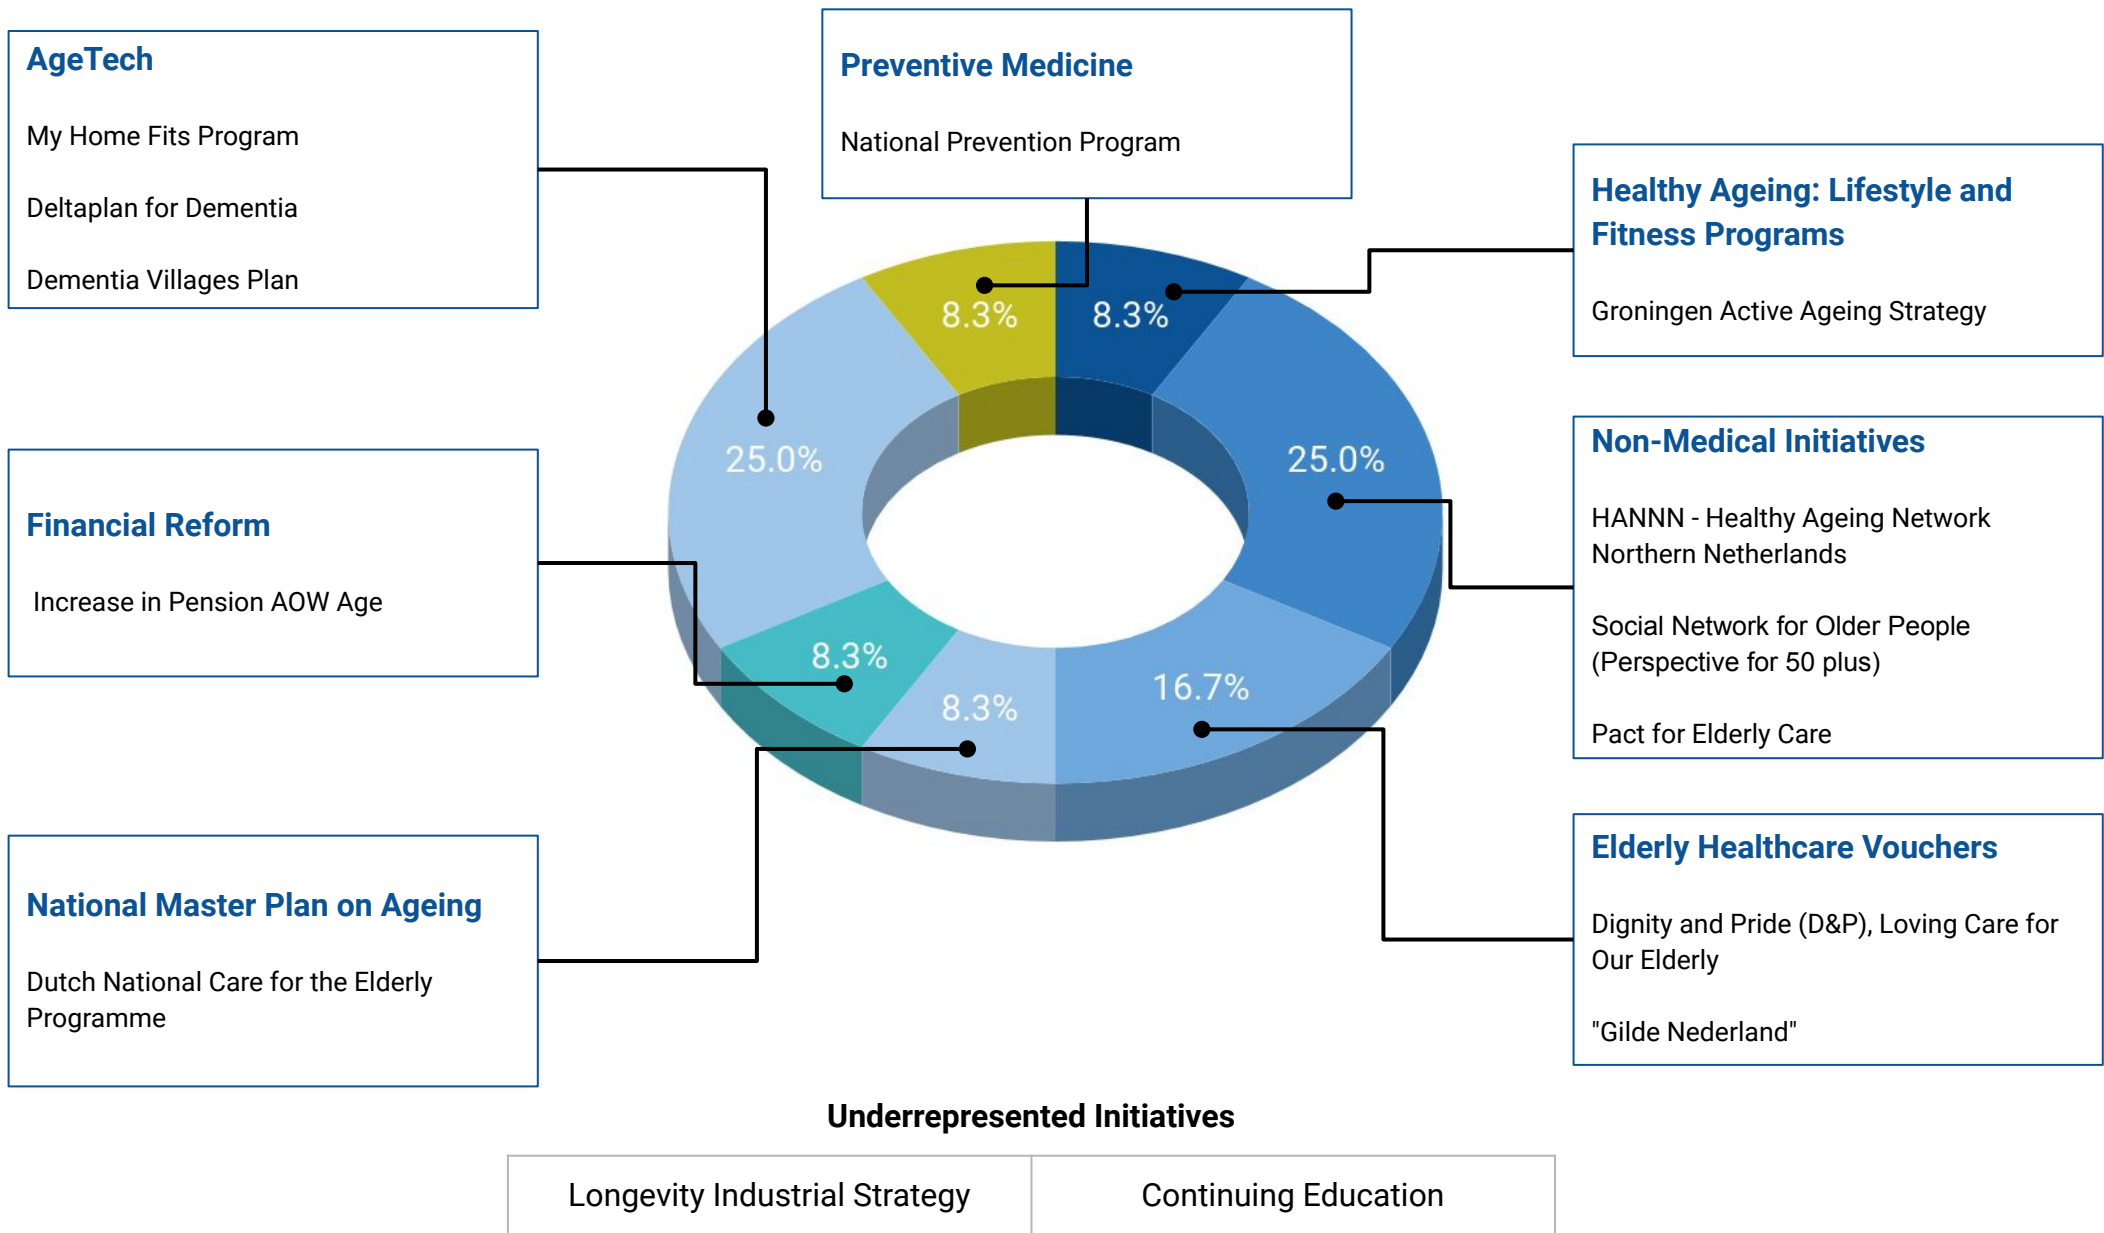 AgeTech
My Home Fits Program
Deltaplan for Dementia
Dementia Villages Plan
Preventive Medicine
National Prevention Program
Healthy Ageing: Lifestyle and
Fitness Programs
Groningen Active Ageing Strategy
8.3%
8.3%
25.0%
25.0%
8.3%
8.3%
16.7%
Financial Reform
Increase in Pension AOW Age
Non-Medical Initiatives
HANNN - Healthy Ageing Network
Northern Netherlands
Social Network for Older People
(Perspective for 50 plus)
Pact for Elderly Care
National Master Plan on Ageing
Dutch National Care for the Elderly
Programme
Elderly Healthcare Vouchers
Dignity and Pride (D&P), Loving Care for
Our Elderly
"Gilde Nederland"
Underrepresented Initiatives
Longevity Industrial Strategy
Continuing Education